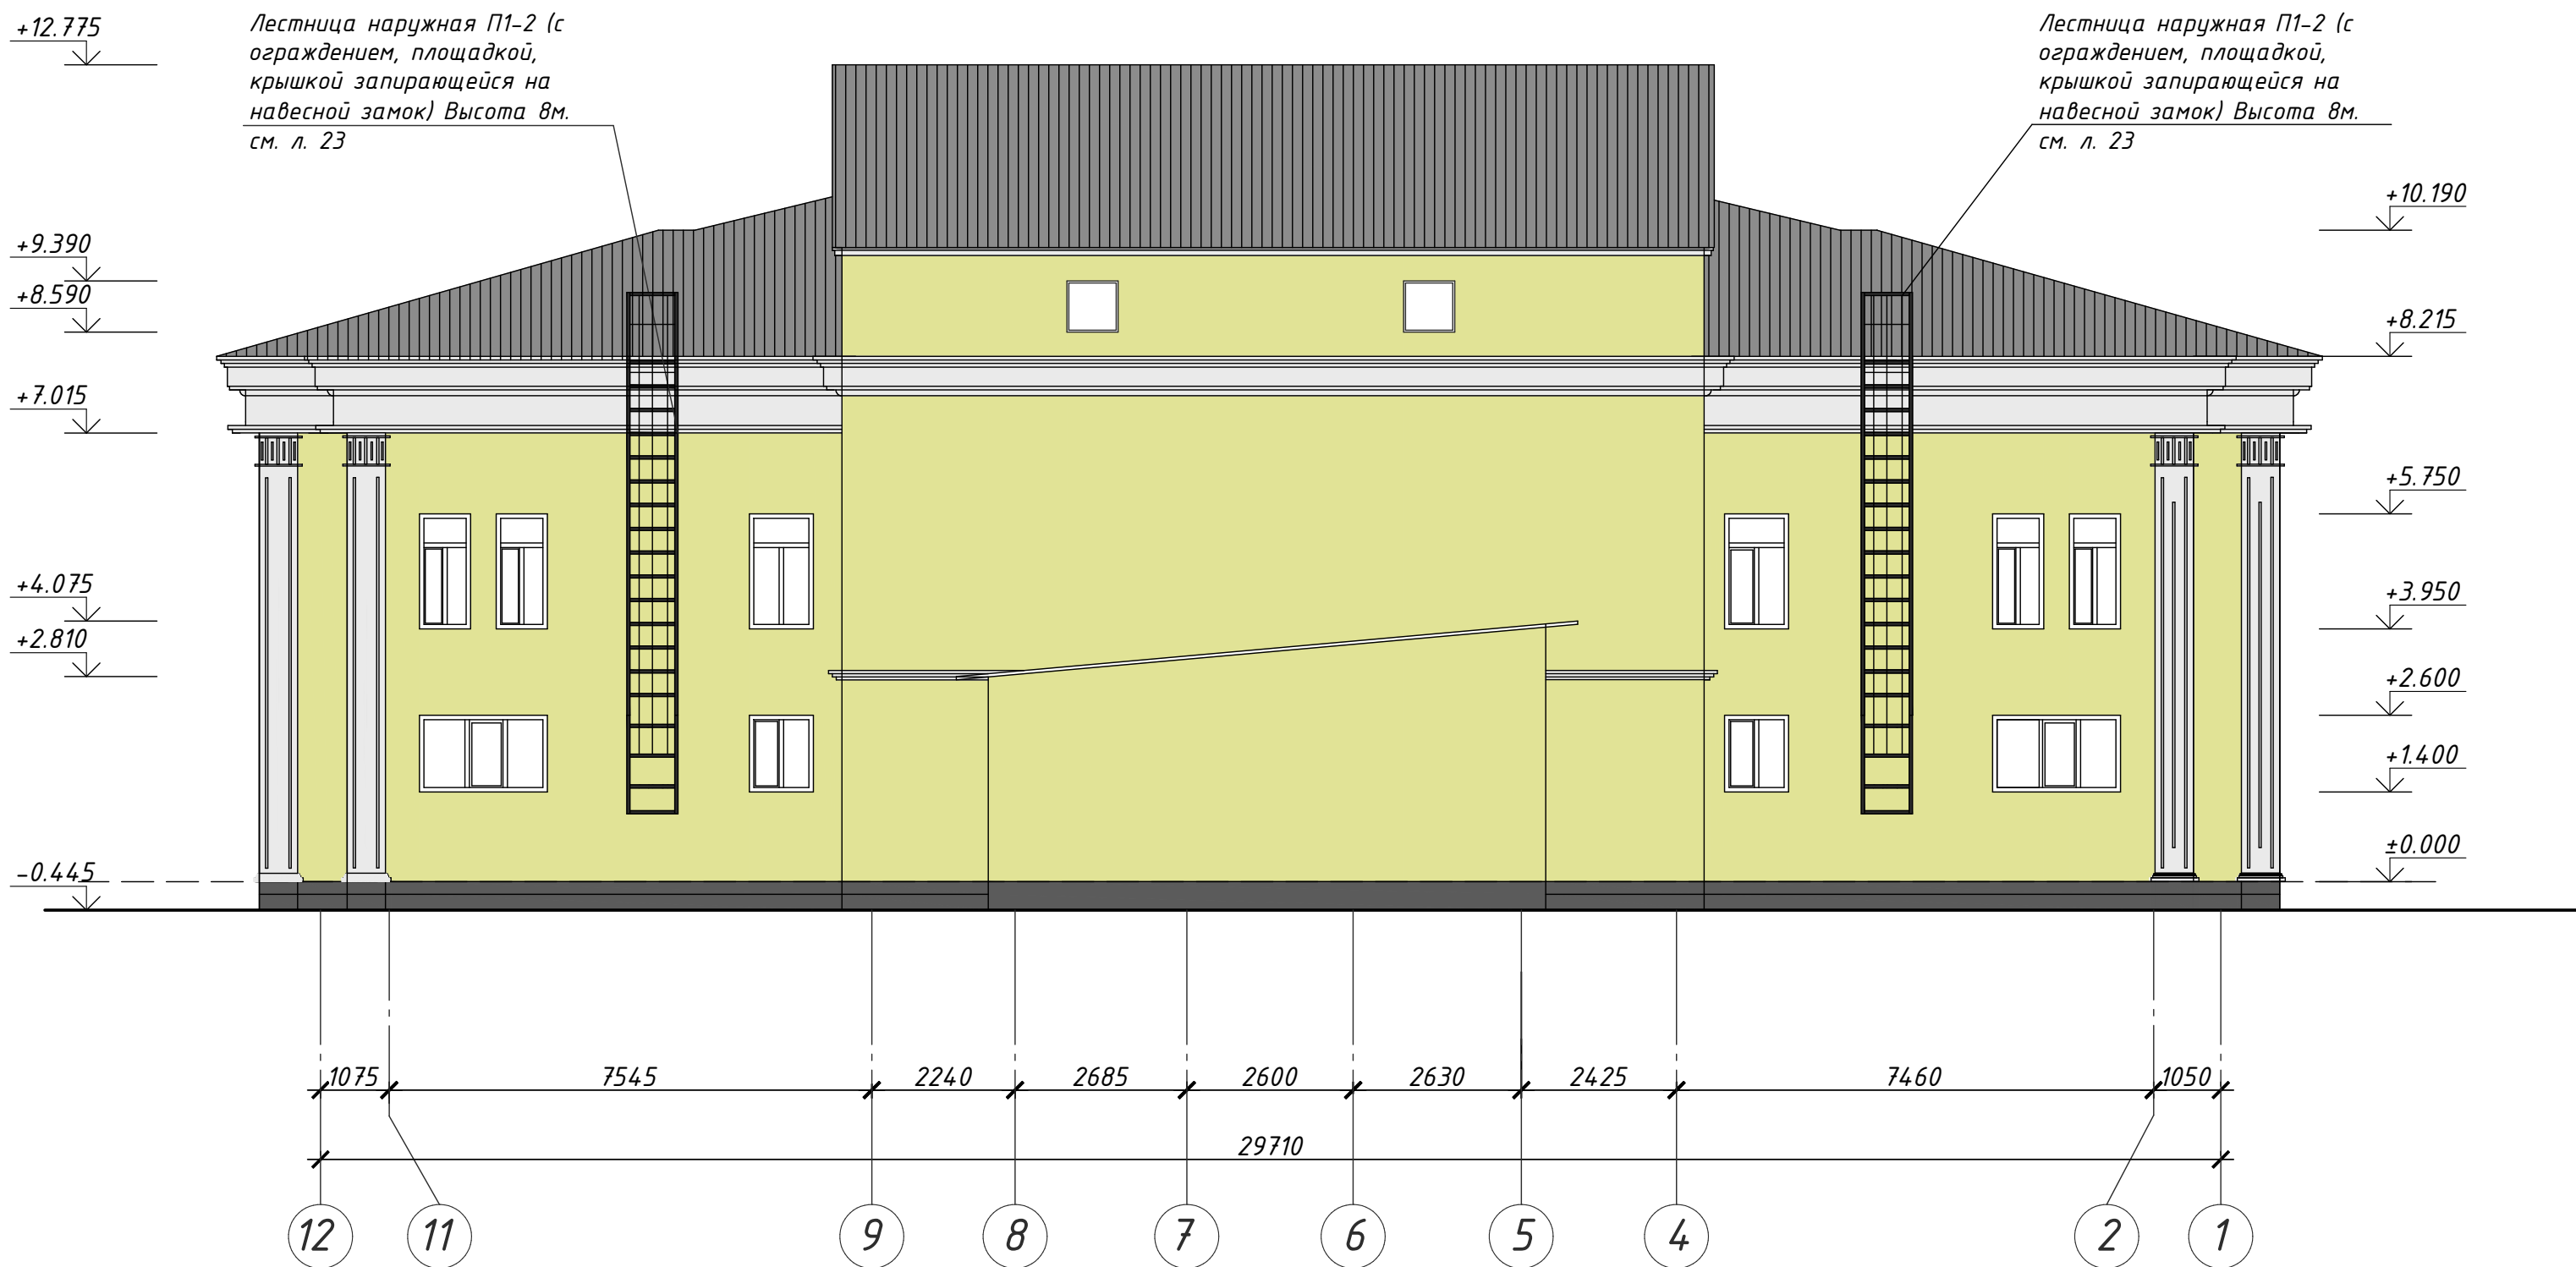 +12.775
Лестница наружная П1-2 (с
ограждением, площадкой,
крышкой запирающейся на
навесной замок) Высота 8м.
см. л. 23
Лестница наружная П1-2 (с
ограждением, площадкой,
крышкой запирающейся на
навесной замок) Высота 8м.
см. л. 23
+9.390
+8.590
+7.015
+4.075
+2.810
-0.445
+10.190
+8.215
+5.750
+3.950
+2.600
+1.400
±0.000
1075 7545 2240 2685 2600 2630 2425 7460 1050
29710
12 11 9 8 7 6 5 4 2 1